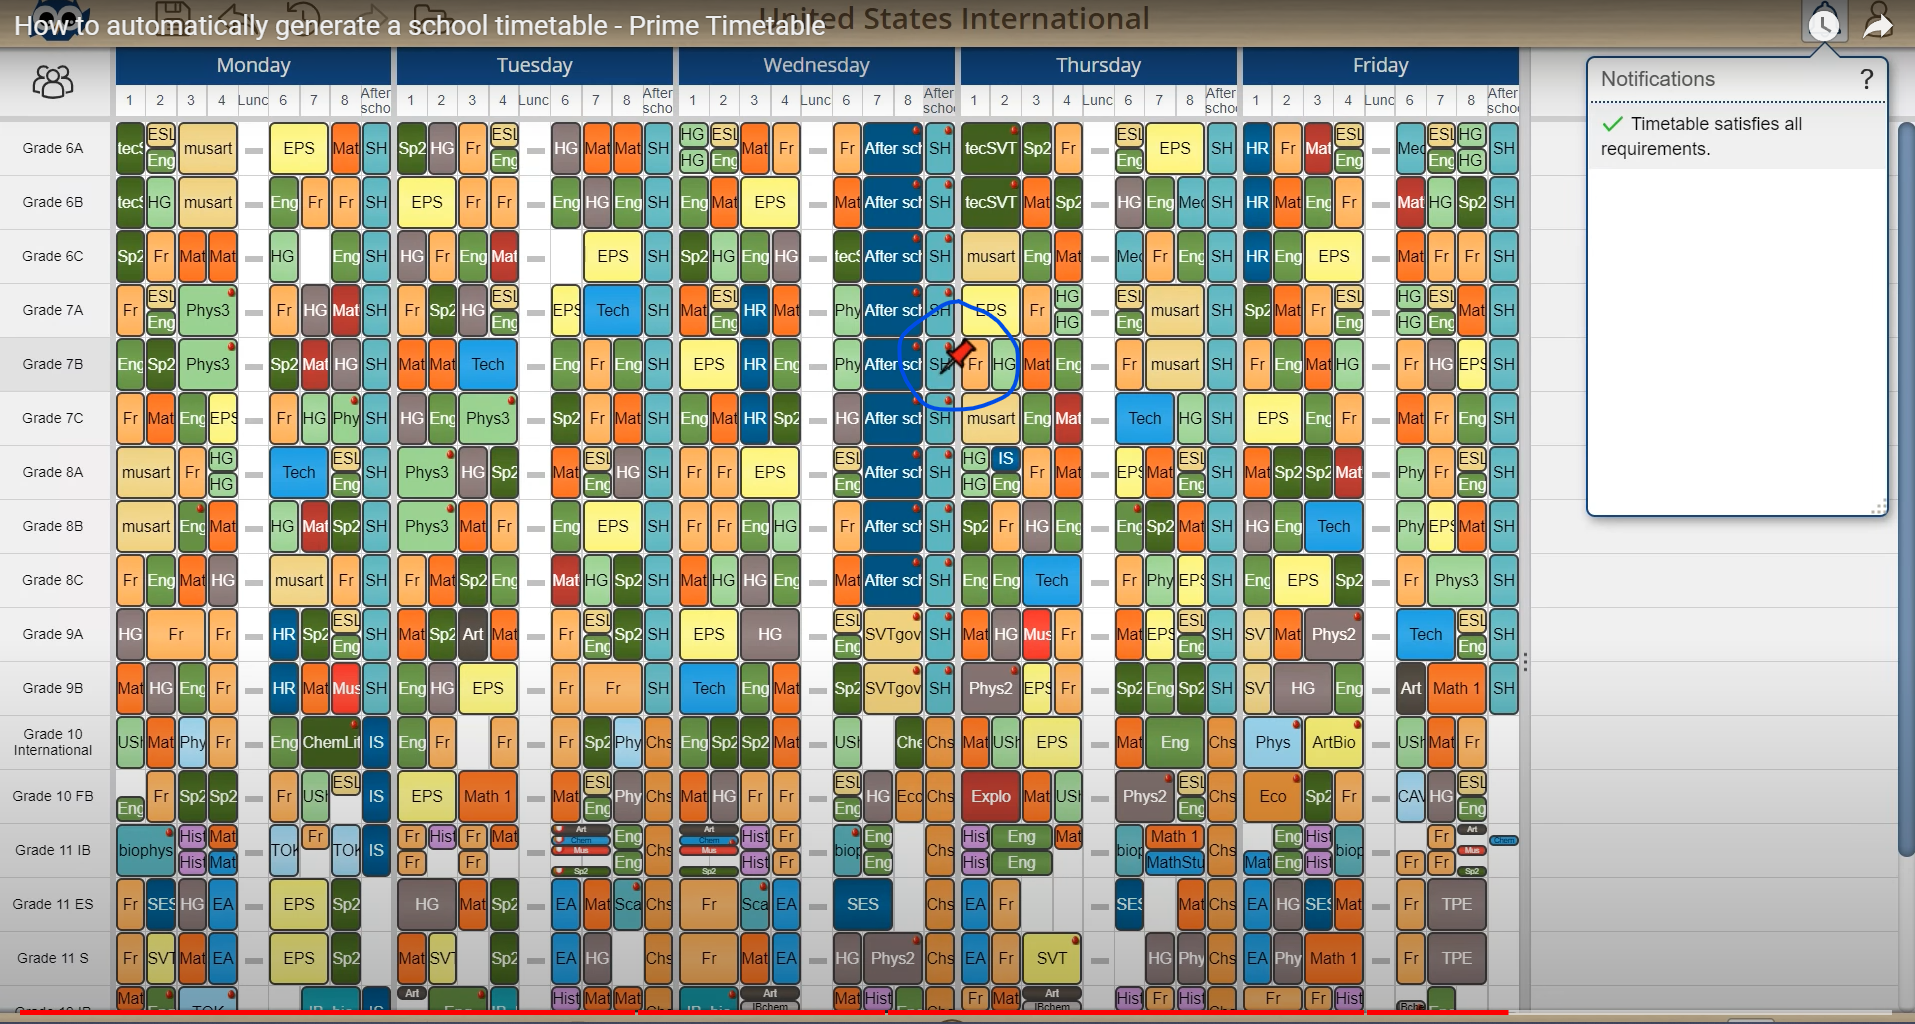 How to automatically generate a school timetable - Prime Timetable
United States International
Monday Tuesday Wednesday Thursday Friday
1 2 3 4 Lunc 6 7 8 After scho 1 2 3 4 Lunc 6 7 8 After scho 1 2 3 4 Lunc 6 7 8 After scho 1 2 3 4 Lunc 6 7 8 After scho 1 2 3 4 Lunc 6 7 8 After scho
Notifications ?
Timetable satisfies all
requirements.
Grade 6A tecS ESL Eng musart EPS Mat SH Sp2 HG Fr ESL Eng HG Mat Mat SH HG HG ESL Eng Mat Fr Fr After sch SH tecSVT Sp2 Fr ESL Eng EPS SH HR Fr Mat ESL Eng Mec ESL Eng HG HG SH
Grade 6B tecS HG musart Eng Fr Fr SH EPS Fr Fr Eng HG Eng SH Eng Mat EPS Mat After sch SH tecSVT Mat Sp2 HG Eng Mec SH HR Mat Eng Fr Mat HG Sp2 SH
Grade 6C Sp2 Fr Mat Mat HG Eng SH HG Fr Eng Mat EPS SH Sp2 HG Eng HG tecS After sch SH musart Eng Mat Mec Fr Eng SH HR Eng EPS Mat Fr Fr SH
Grade 7A Fr ESL Eng Phys3 Fr HG Mat SH Fr Sp2 HG ESL Eng EPS Tech SH Mat ESL Eng HR Mat Phy After sch SH EPS Fr HG HG ESL Eng musart SH Sp2 Mat Fr ESL Eng HG HG ESL Eng Mat SH
Grade 7B Eng Sp2 Phys3 Sp2 Mat HG SH Mat Mat Tech Eng Fr Eng SH EPS HR Eng Phy After sch SH Fr HG Mat Eng Fr musart SH Fr Eng Mat HG Fr HG EPS SH
Grade 7C Fr Mat Eng EPS Fr HG Phy SH HG Eng Phys3 Sp2 Fr Mat SH Eng Mat HR Sp2 HG After sch SH musart Eng Mat Tech HG SH EPS Eng Fr Mat Fr Eng SH
Grade 8A musart Fr HG HG Tech ESL Eng SH Phys3 HG Sp2 Mat ESL Eng HG SH Fr Fr EPS ESL Eng After sch SH HG HG IS Eng Fr Mat EPS Mat ESL Eng SH Mat Sp2 Sp2 Mat Phy Fr ESL Eng SH
Grade 8B musart Eng Mat HG Mat Sp2 SH Phys3 Mat Fr Eng EPS SH Fr Fr Eng HG Fr After sch SH Sp2 Fr HG Eng Eng Sp2 Mat SH HG Eng Tech Phy EPS Mat SH
Grade 8C Fr Eng Mat HG musart Fr SH Fr Mat Sp2 Eng Mat HG Sp2 SH Mat HG HG Eng Mat After sch SH Eng Eng Tech Fr Phy EPS SH Eng EPS Sp2 Fr Phys3 SH
Grade 9A HG Fr Fr HR Sp2 ESL Eng SH Mat Sp2 Art Mat Fr ESL Eng Sp2 SH EPS HG ESL Eng SVTgov SH Mat HG Mus Fr Mat EPS ESL Eng SH SVT Mat Phys2 Tech ESL Eng SH
Grade 9B Mat HG Eng Fr HR Mat Mus SH Eng HG EPS Fr Fr SH Tech Eng Mat Sp2 SVTgov SH Phys2 EPS Fr Sp2 Eng Sp2 SH SVT HG Eng Art Math 1 SH
Grade 10 International USH Mat Phy Fr Eng ChemLit IS Eng Fr Fr Fr Sp2 Phy Chs Eng Sp2 Sp2 Mat USH Che Chs Mat USH EPS Mat Eng Chs Phys ArtBio USH Mat Fr
Grade 10 FB Eng Fr Sp2 Sp2 Fr USH ESL IS EPS Math 1 Mat ESL Eng Phy Chs Mat HG Fr Fr ESL Eng HG Eco Chs Explo Mat USH Phys2 ESL Eng Chs Eco Sp2 Fr CAV HG ESL Eng
Grade 11 IB biophys Hist Hist Mat Mat TOK Fr TOK IS Fr Fr Hist Fr Fr Mat Art Chem Mus Sp2 Eng Eng Chs Art Chem Mus Sp2 Hist Hist Fr Fr biop Eng Eng Chs Hist Hist Eng Eng Mat biop Math 1 MathStu Chs Mat Eng Eng Hist Hist biop Fr Fr Fr Art Mus Sp2 Chem
Grade 11 ES Fr SES HG EA EPS Sp2 HG Mat Sp2 EA Mat Sca Chs Fr Sca EA SES Chs EA Fr SES Mat Chs EA HG SES Mat Fr TPE
Grade 11 S Fr SVT Mat EA EPS Sp2 Mat SVT Sp2 EA HG Chs Fr Mat EA HG Phys2 Chs EA Fr SVT HG Phy Chs EA Phy Math 1 Fr TPE
Mat TOK IS Art Hist Mat Mat Art IBchem Mat Hist Fr Mat Art IBchem Hist Fr Hist Fr Fr Hist